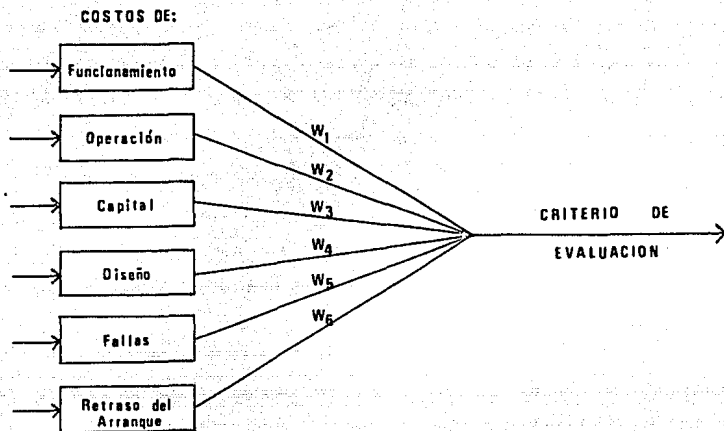 COSTOS DE:
Funcionamiento
W1
Operación
W2
Capital
W3
CRITERIO DE
EVALUACION
Diseño
W4
Fallas
W5
W6
Retraso del
Arranque